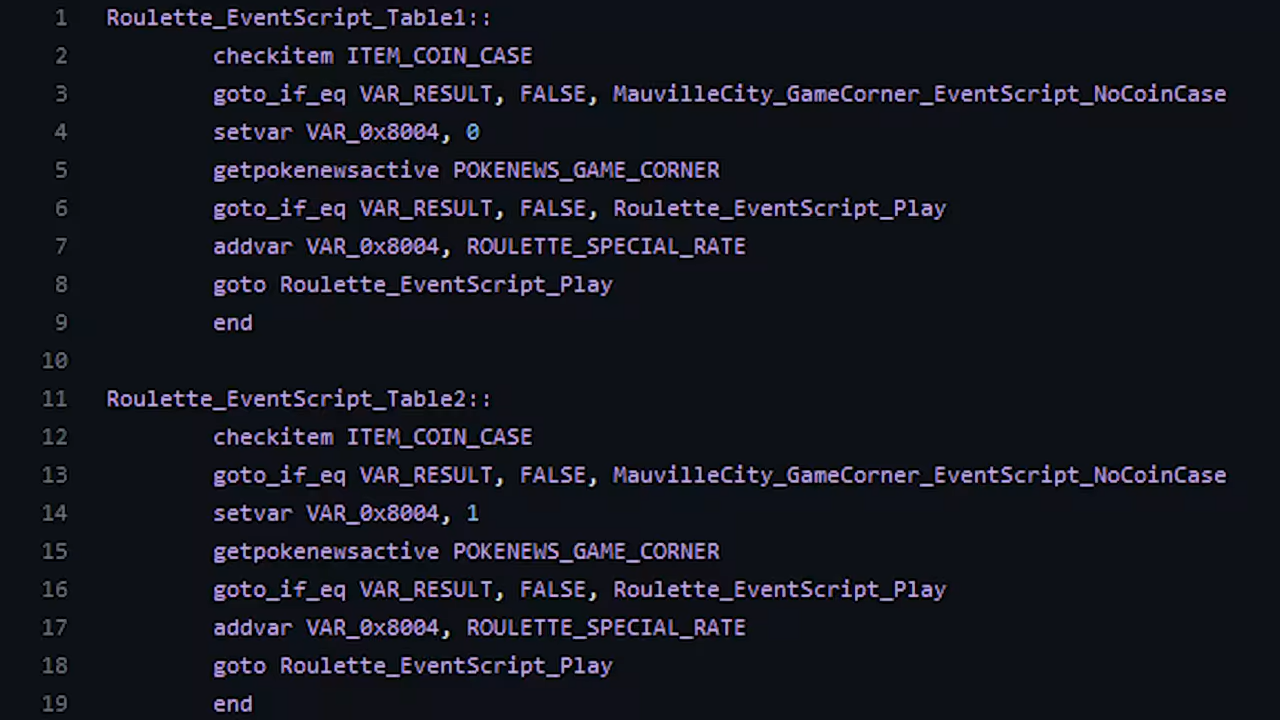 1 Roulette_EventScript_Table1::
2 checkitem ITEM_COIN_CASE
3 goto_if_eq VAR_RESULT, FALSE, MauvilleCity_GameCorner_EventScript_NoCoinCase
4 setvar VAR_0x8004, 0
5 getpokenewsactive POKENEWS_GAME_CORNER
6 goto_if_eq VAR_RESULT, FALSE, Roulette_EventScript_Play
7 addvar VAR_0x8004, ROULETTE_SPECIAL_RATE
8 goto Roulette_EventScript_Play
9 end
10
11 Roulette_EventScript_Table2::
12 checkitem ITEM_COIN_CASE
13 goto_if_eq VAR_RESULT, FALSE, MauvilleCity_GameCorner_EventScript_NoCoinCase
14 setvar VAR_0x8004, 1
15 getpokenewsactive POKENEWS_GAME_CORNER
16 goto_if_eq VAR_RESULT, FALSE, Roulette_EventScript_Play
17 addvar VAR_0x8004, ROULETTE_SPECIAL_RATE
18 goto Roulette_EventScript_Play
19 end